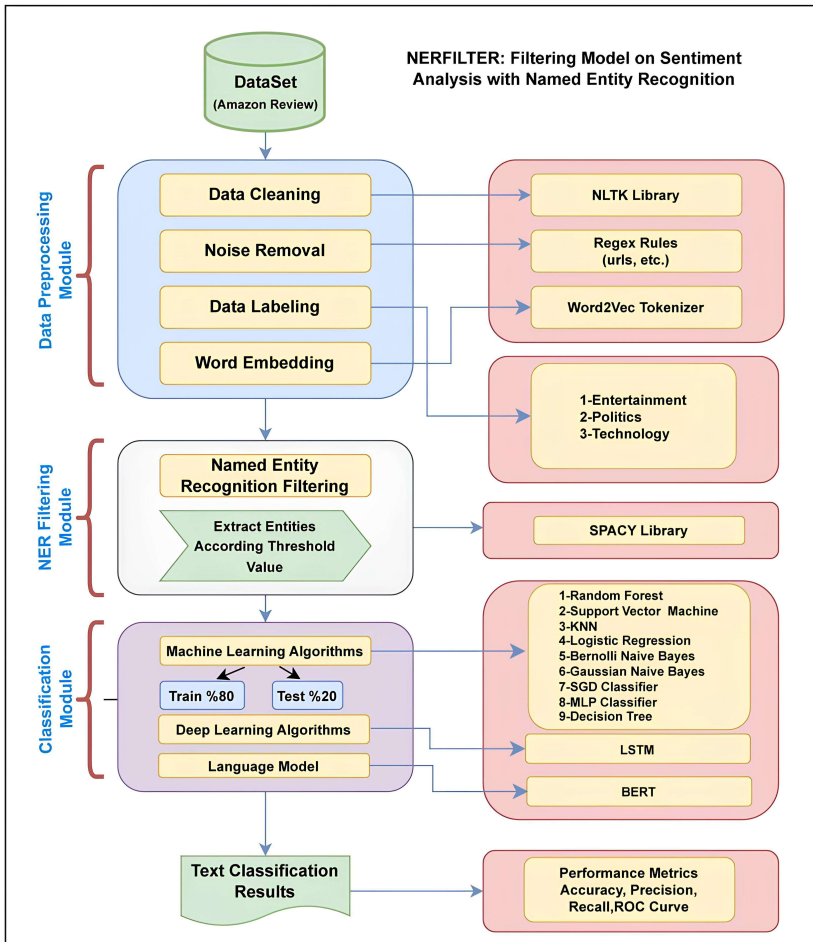 NERFILTER: Filtering Model on Sentiment
Analysis with Named Entity Recognition
DataSet
(Amazon Review)
Data Preprocessing
Module
Data Cleaning
NLTK Library
Noise Removal
Regex Rules
(urls, etc.)
Data Labeling
Word2Vec Tokenizer
Word Embedding
1-Entertainment
2-Politics
3-Technology
NER Filtering
Module
Named Entity
Recognition Filtering
Extract Entities
According Threshold
Value
SPACY Library
Classification
Module
Machine Learning Algorithms
Train %80
Test %20
Deep Learning Algorithms
Language Model
1-Random Forest
2-Support Vector Machine
3-KNN
4-Logistic Regression
5-Bernolli Naive Bayes
6-Gaussian Naive Bayes
7-SGD Classifier
8-MLP Classifier
9-Decision Tree
LSTM
BERT
Text Classification
Results
Performance Metrics
Accuracy, Precision,
Recall,ROC Curve